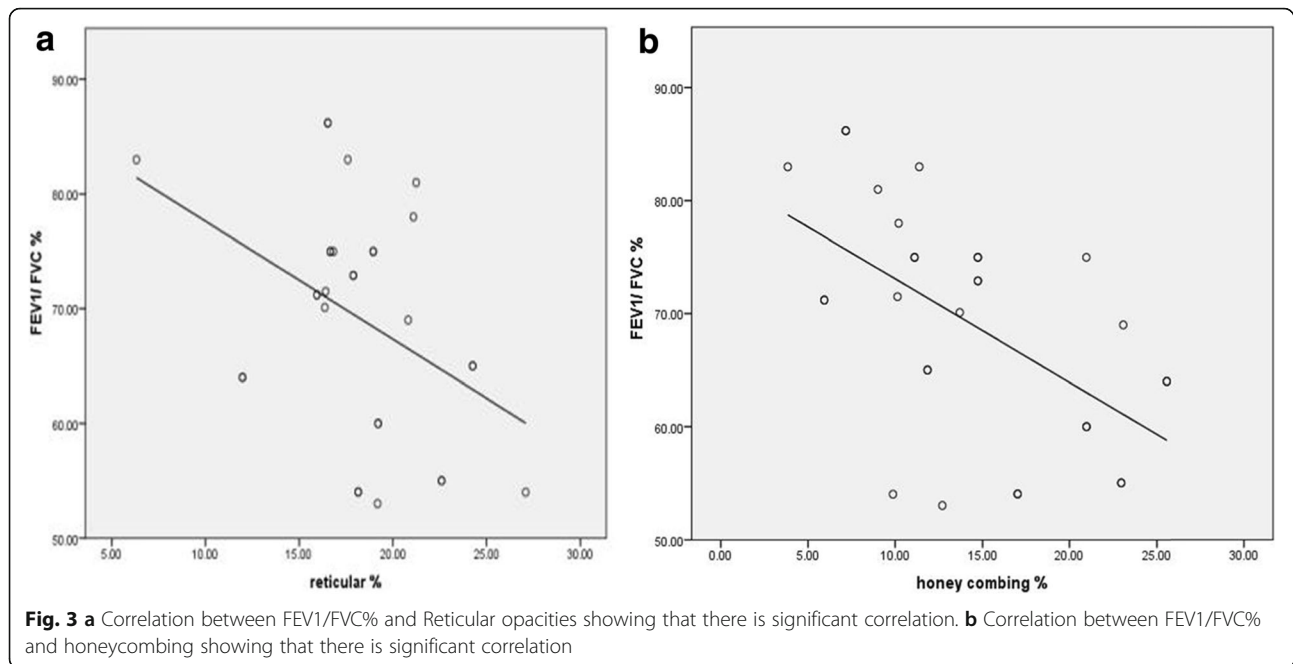 a
90.00
80.00
70.00
60.00
50.00
FEV1/ FVC %
5.00 10.00 15.00 20.00 25.00 30.00
reticular %
b
90.00
80.00
70.00
60.00
50.00
FEV1/ FVC %
0.00 5.00 10.00 15.00 20.00 25.00 30.00
honey combing %
Fig. 3 a Correlation between FEV1/FVC% and Reticular opacities showing that there is significant correlation. b Correlation between FEV1/FVC%
and honeycombing showing that there is significant correlation